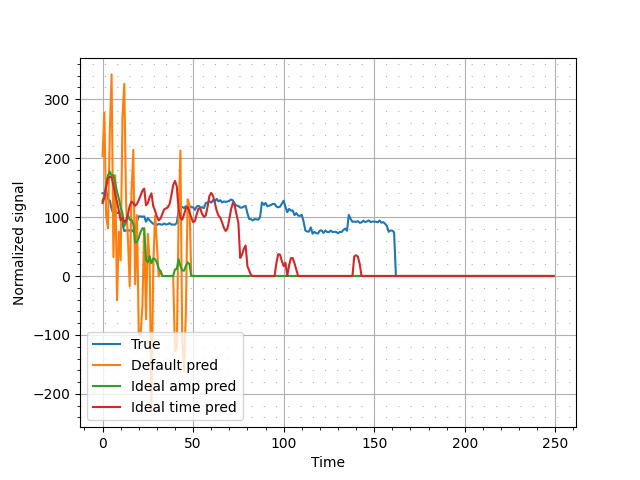 300
200
100
0
−100
−200
Normalized signal
True
Default pred
Ideal amp pred
Ideal time pred
0
50
100
150
200
250
Time